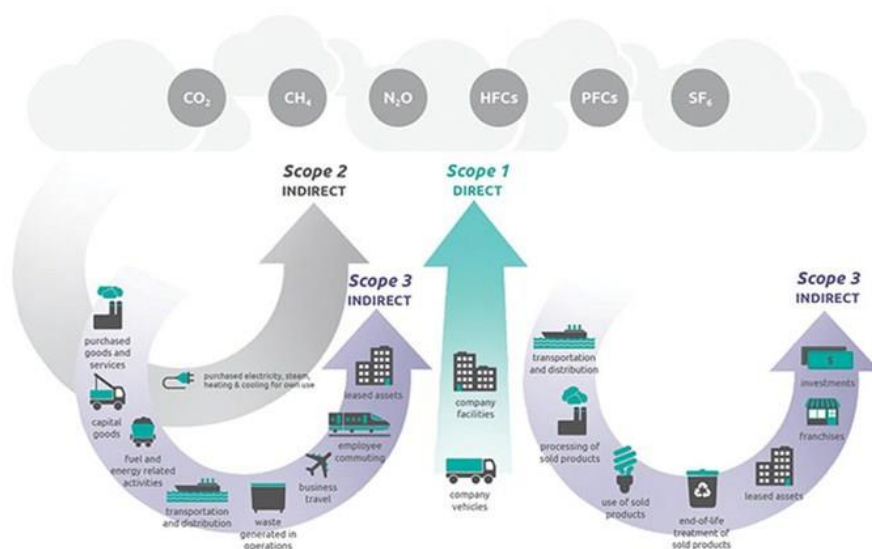 CO₂
CH₄
N₂O
HFCs
PFCs
SF₆
Scope 2
INDIRECT
Scope 1
DIRECT
Scope 3
INDIRECT
Scope 3
INDIRECT
purchased
goods and
services
capital
goods
fuel and
energy related
activities
transportation
and distribution
waste
generated in
operations
business
travel
employee
commuting
leased assets
purchased electricity, steam,
heating & cooling for own use
company
facilities
company
vehicles
transportation
and distribution
processing of
sold products
use of sold
products
end-of-life
treatment of
sold products
leased assets
franchises
$
investments